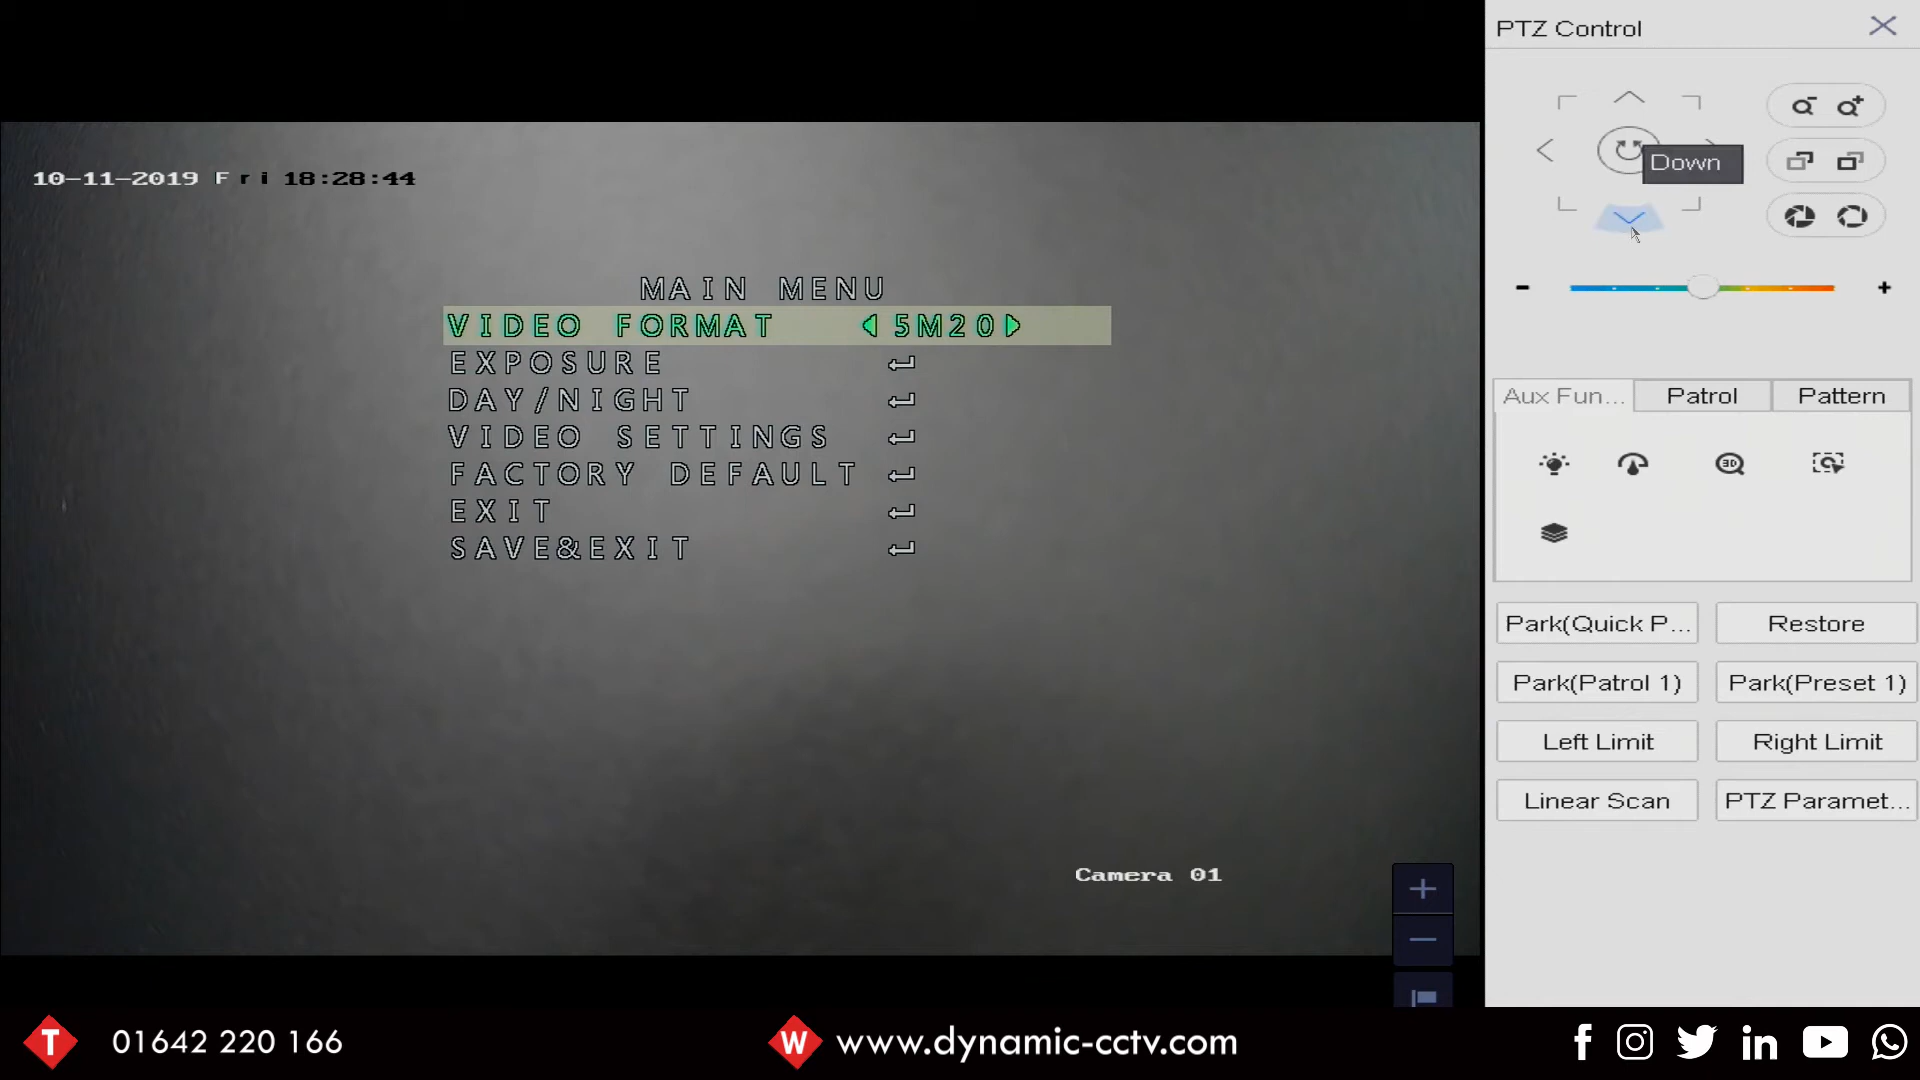 PTZ Control
10-11-2019 Fri 18:28:44
Down
MAIN MENU
VIDEO FORMAT 5M20
EXPOSURE
DAY/NIGHT
VIDEO SETTINGS
FACTORY DEFAULT
EXIT
SAVE&EXIT
- +
Aux Fun... Patrol Pattern
3D
Park(Quick P... Restore
Park(Patrol 1) Park(Preset 1)
Left Limit Right Limit
Linear Scan PTZ Paramet...
Camera 01
T 01642 220 166
W www.dynamic-cctv.com